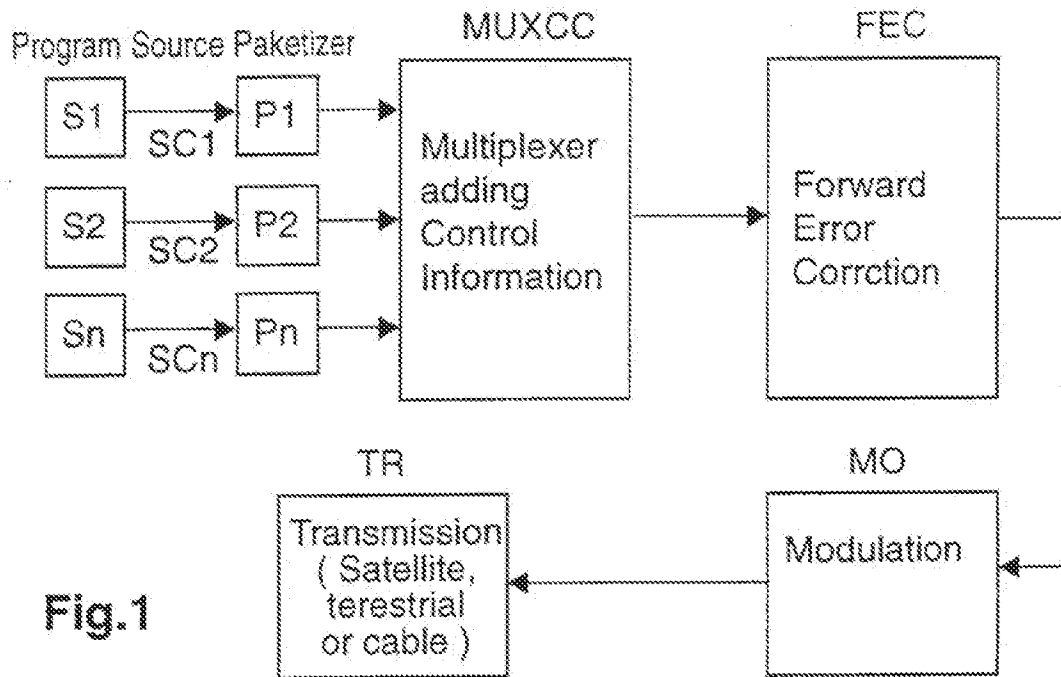 Program Source Paketizer
MUXCC
FEC
S1
SC1
P1
S2
SC2
P2
Sn
SCn
Pn
Multiplexer
adding
Control
Information
Forward
Error
Corrction
TR
MO
Transmission
( Satellite,
terestrial
or cable )
Modulation
Fig.1